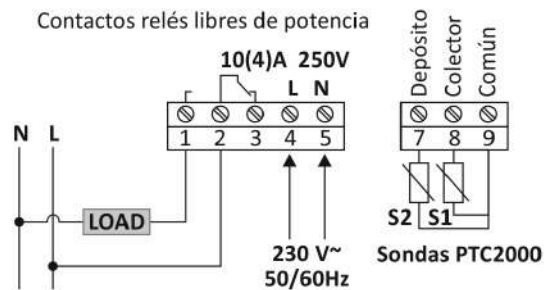 Contactos relés libres de potencia
10(4)A 250V
L N
Depósito
Colector
Común
1 2 3 4 5
7 8 9
N L
LOAD
S2 S1
230 V~
50/60Hz
Sondas PTC2000